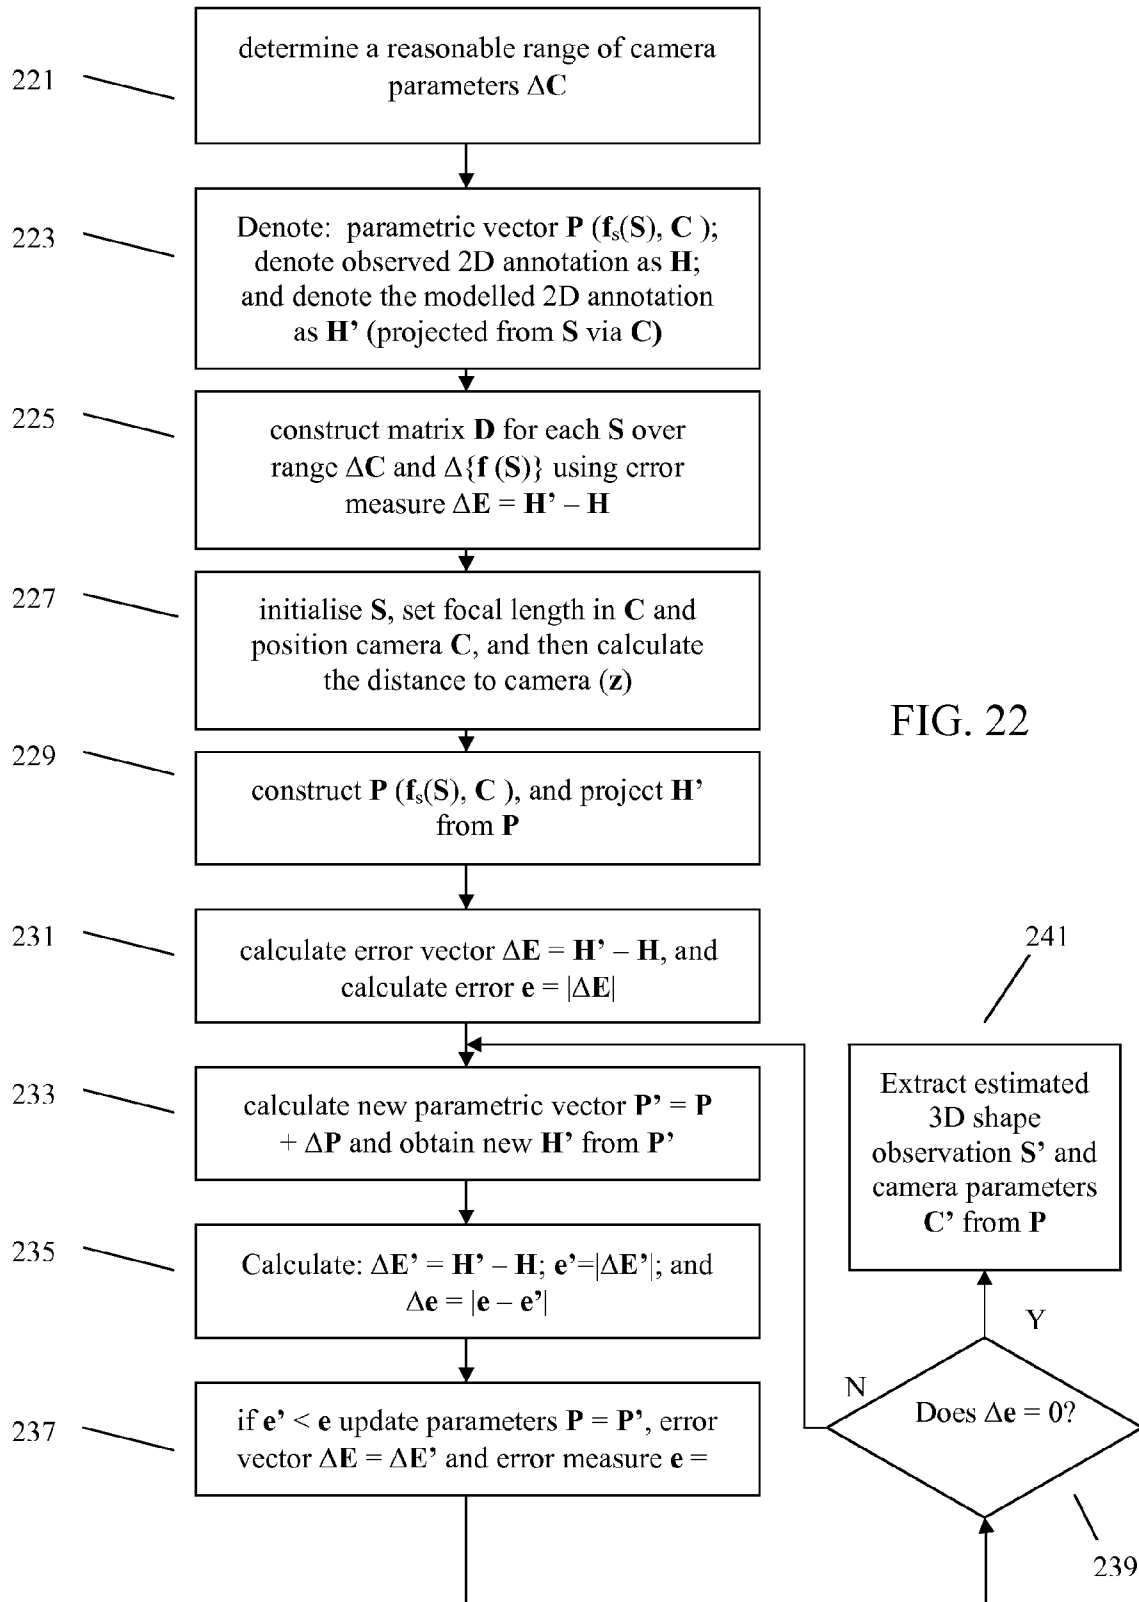 221
determine a reasonable range of camera
parameters ΔC
223
Denote: parametric vector P (fs(S), C );
denote observed 2D annotation as H;
and denote the modelled 2D annotation
as H’ (projected from S via C)
225
construct matrix D for each S over
range ΔC and Δ{f (S)} using error
measure ΔE = H’ – H
227
initialise S, set focal length in C and
position camera C, and then calculate
the distance to camera (z)
FIG. 22
229
construct P (fs(S), C ), and project H’
from P
231
calculate error vector ΔE = H’ – H, and
calculate error e = |ΔE|
233
calculate new parametric vector P’ = P
+ ΔP and obtain new H’ from P’
235
Calculate: ΔE’ = H’ – H; e’=|ΔE’|; and
Δe = |e – e’|
237
if e’ < e update parameters P = P’, error
vector ΔE = ΔE’ and error measure e =
241
Extract estimated
3D shape
observation S’ and
camera parameters
C’ from P
Y
N
Does Δe = 0?
239